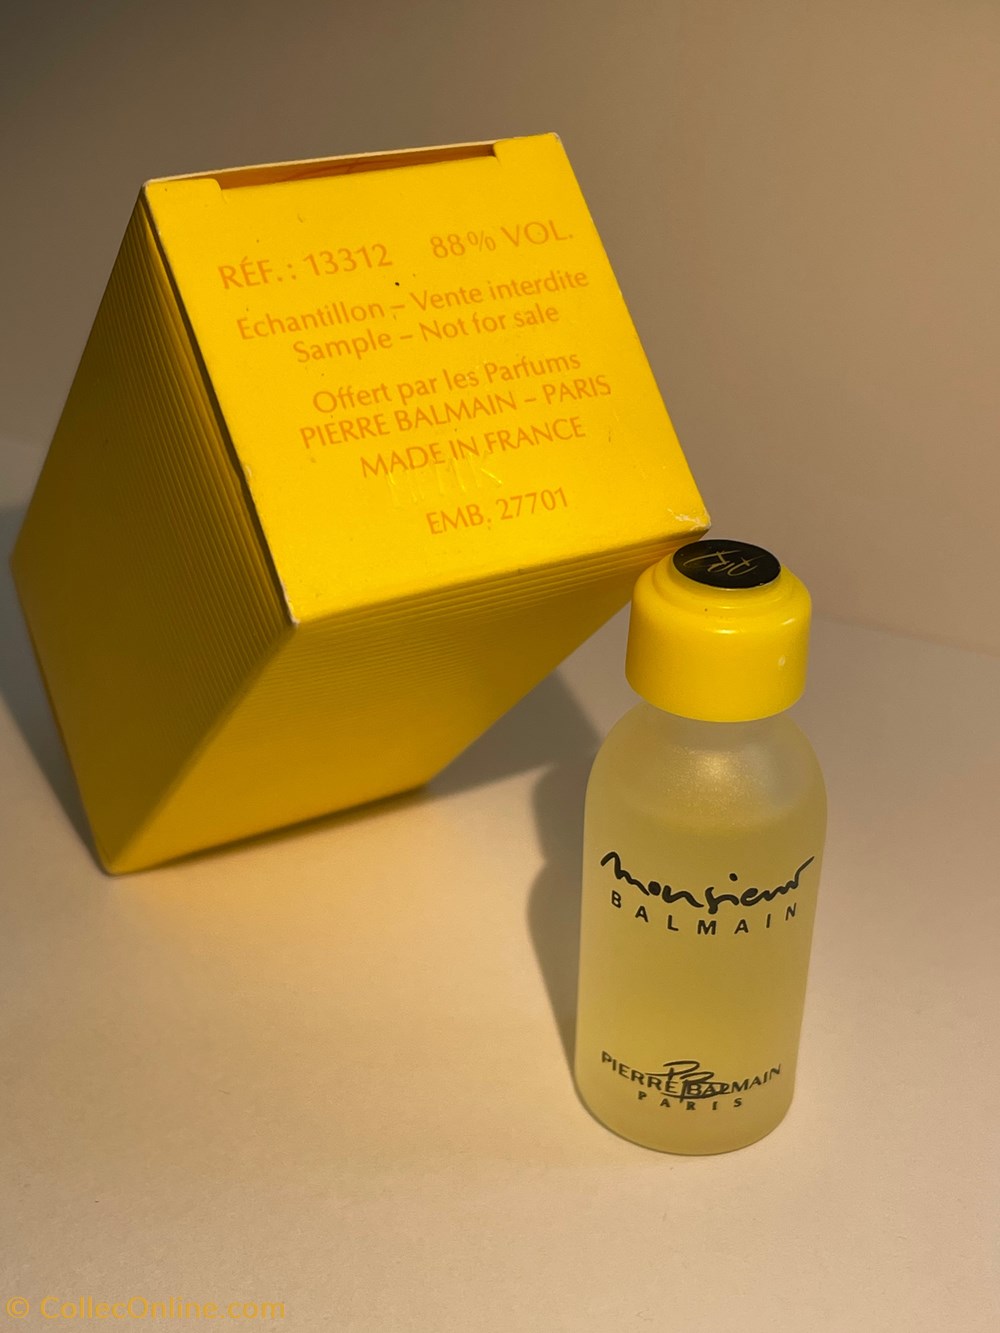 RÉF. : 13312 88% VOL.
Echantillon – Vente interdite
Sample – Not for sale
Offert par les Parfums
PIERRE BALMAIN – PARIS
MADE IN FRANCE
EMB. 27701
monsieur
BALMAIN
PIERRE BALMAIN
PB
PARIS
© CollecOnline.com